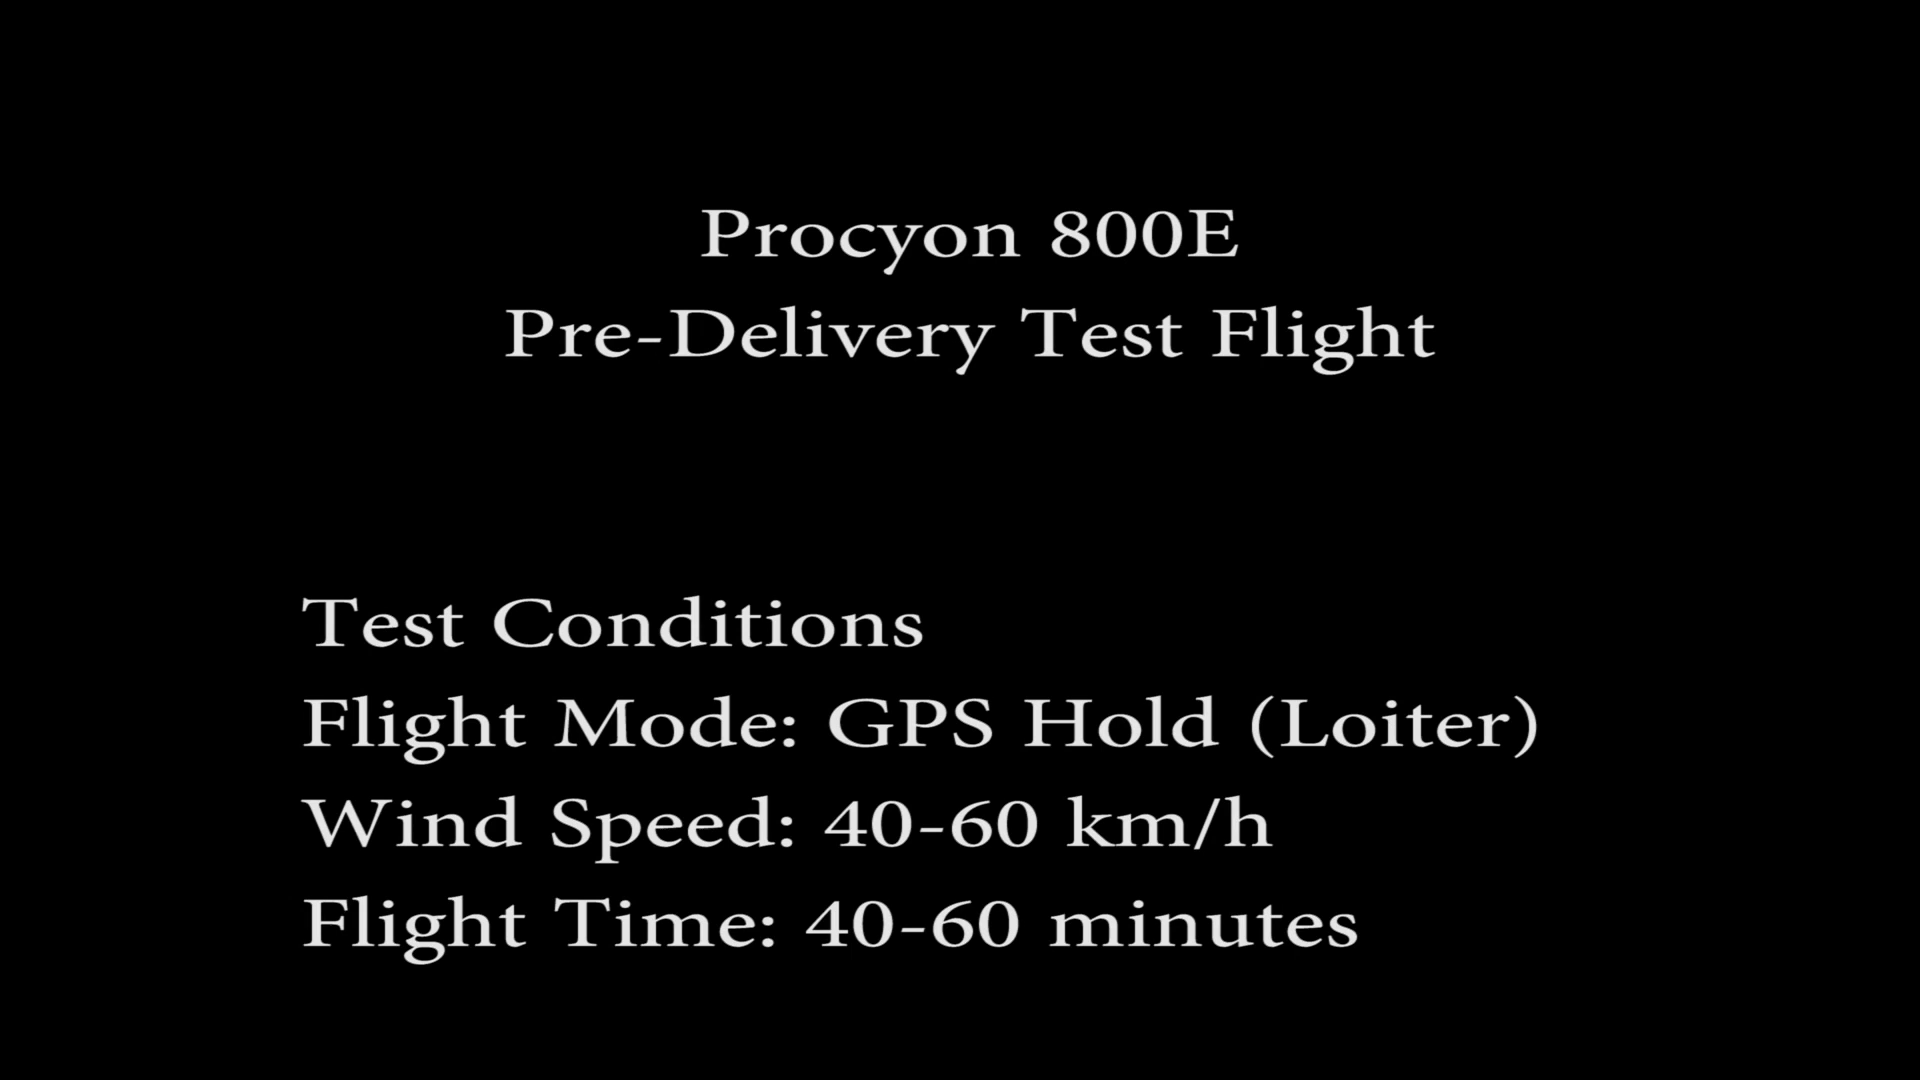 Procyon 800E
Pre-Delivery Test Flight
Test Conditions
Flight Mode: GPS Hold (Loiter)
Wind Speed: 40-60 km/h
Flight Time: 40-60 minutes